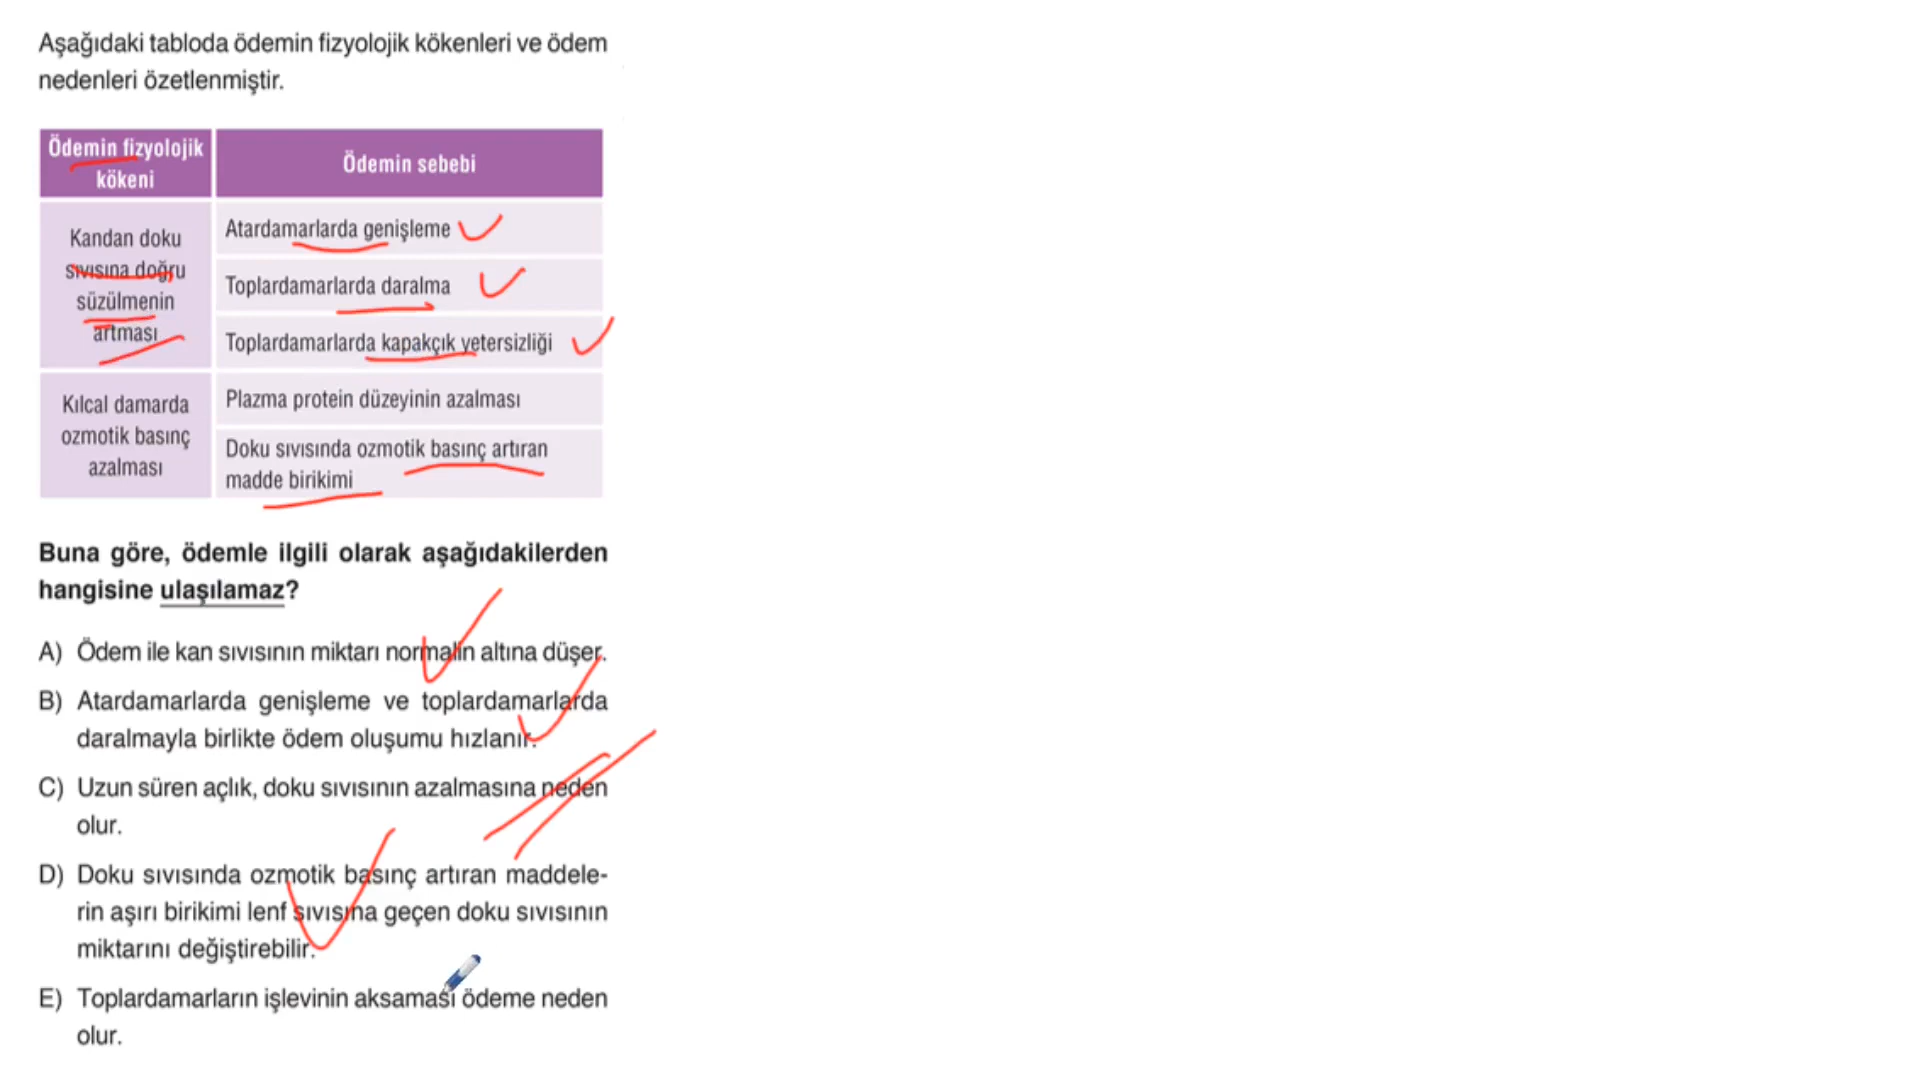 Aşağıdaki tabloda ödemin fizyolojik kökenleri ve ödem
nedenleri özetlenmiştir.
Ödemin fizyolojik
kökeni
Ödemin sebebi
Kandan doku
sıvısına doğru
süzülmenin
artması
Atardamarlarda genişleme
Toplardamarlarda daralma
Toplardamarlarda kapakçık yetersizliği
Kılcal damarda
ozmotik basınç
azalması
Plazma protein düzeyinin azalması
Doku sıvısında ozmotik basınç artıran
madde birikimi
Buna göre, ödemle ilgili olarak aşağıdakilerden
hangisine ulaşılamaz?
A) Ödem ile kan sıvısının miktarı normalin altına düşer.
B) Atardamarlarda genişleme ve toplardamarlarda
daralmayla birlikte ödem oluşumu hızlanır.
C) Uzun süren açlık, doku sıvısının azalmasına neden
olur.
D) Doku sıvısında ozmotik basınç artıran maddele-
rin aşırı birikimi lenf sıvısına geçen doku sıvısının
miktarını değiştirebilir.
E) Toplardamarların işlevinin aksaması ödeme neden
olur.